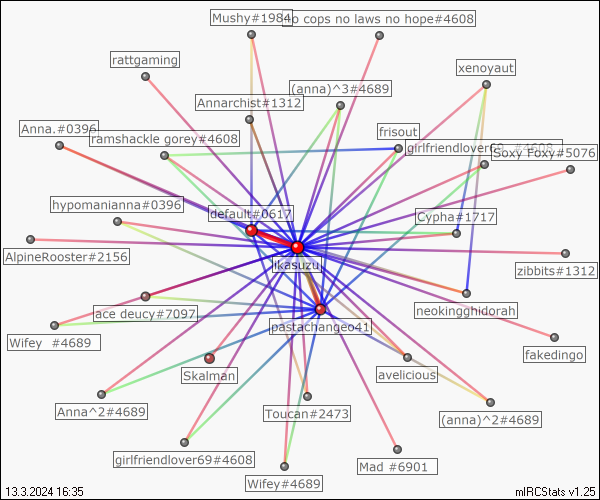 Mushy#1984
no cops no laws no hope#4608
rattgaming
xenoyaut
(anna)^3#4689
Annarchist#1312
Anna.#0396
frisout
ramshackle gorey#4608
girlfriendlover69
#4608
Soxy Foxy#5076
hypomanianna#0396
default#0617
Cypha#1717
AlpineRooster#2156
ikasuzu
zibbits#1312
ace deucy#7097
neokingghidorah
pastachangeo41
Wifey #4689
fakedingo
Skalman
avelicious
Anna^2#4689
Toucan#2473
(anna)^2#4689
girlfriendlover69#4608
Mad #6901
Wifey#4689
13.3.2024 16:35
mIRCStats v1.25